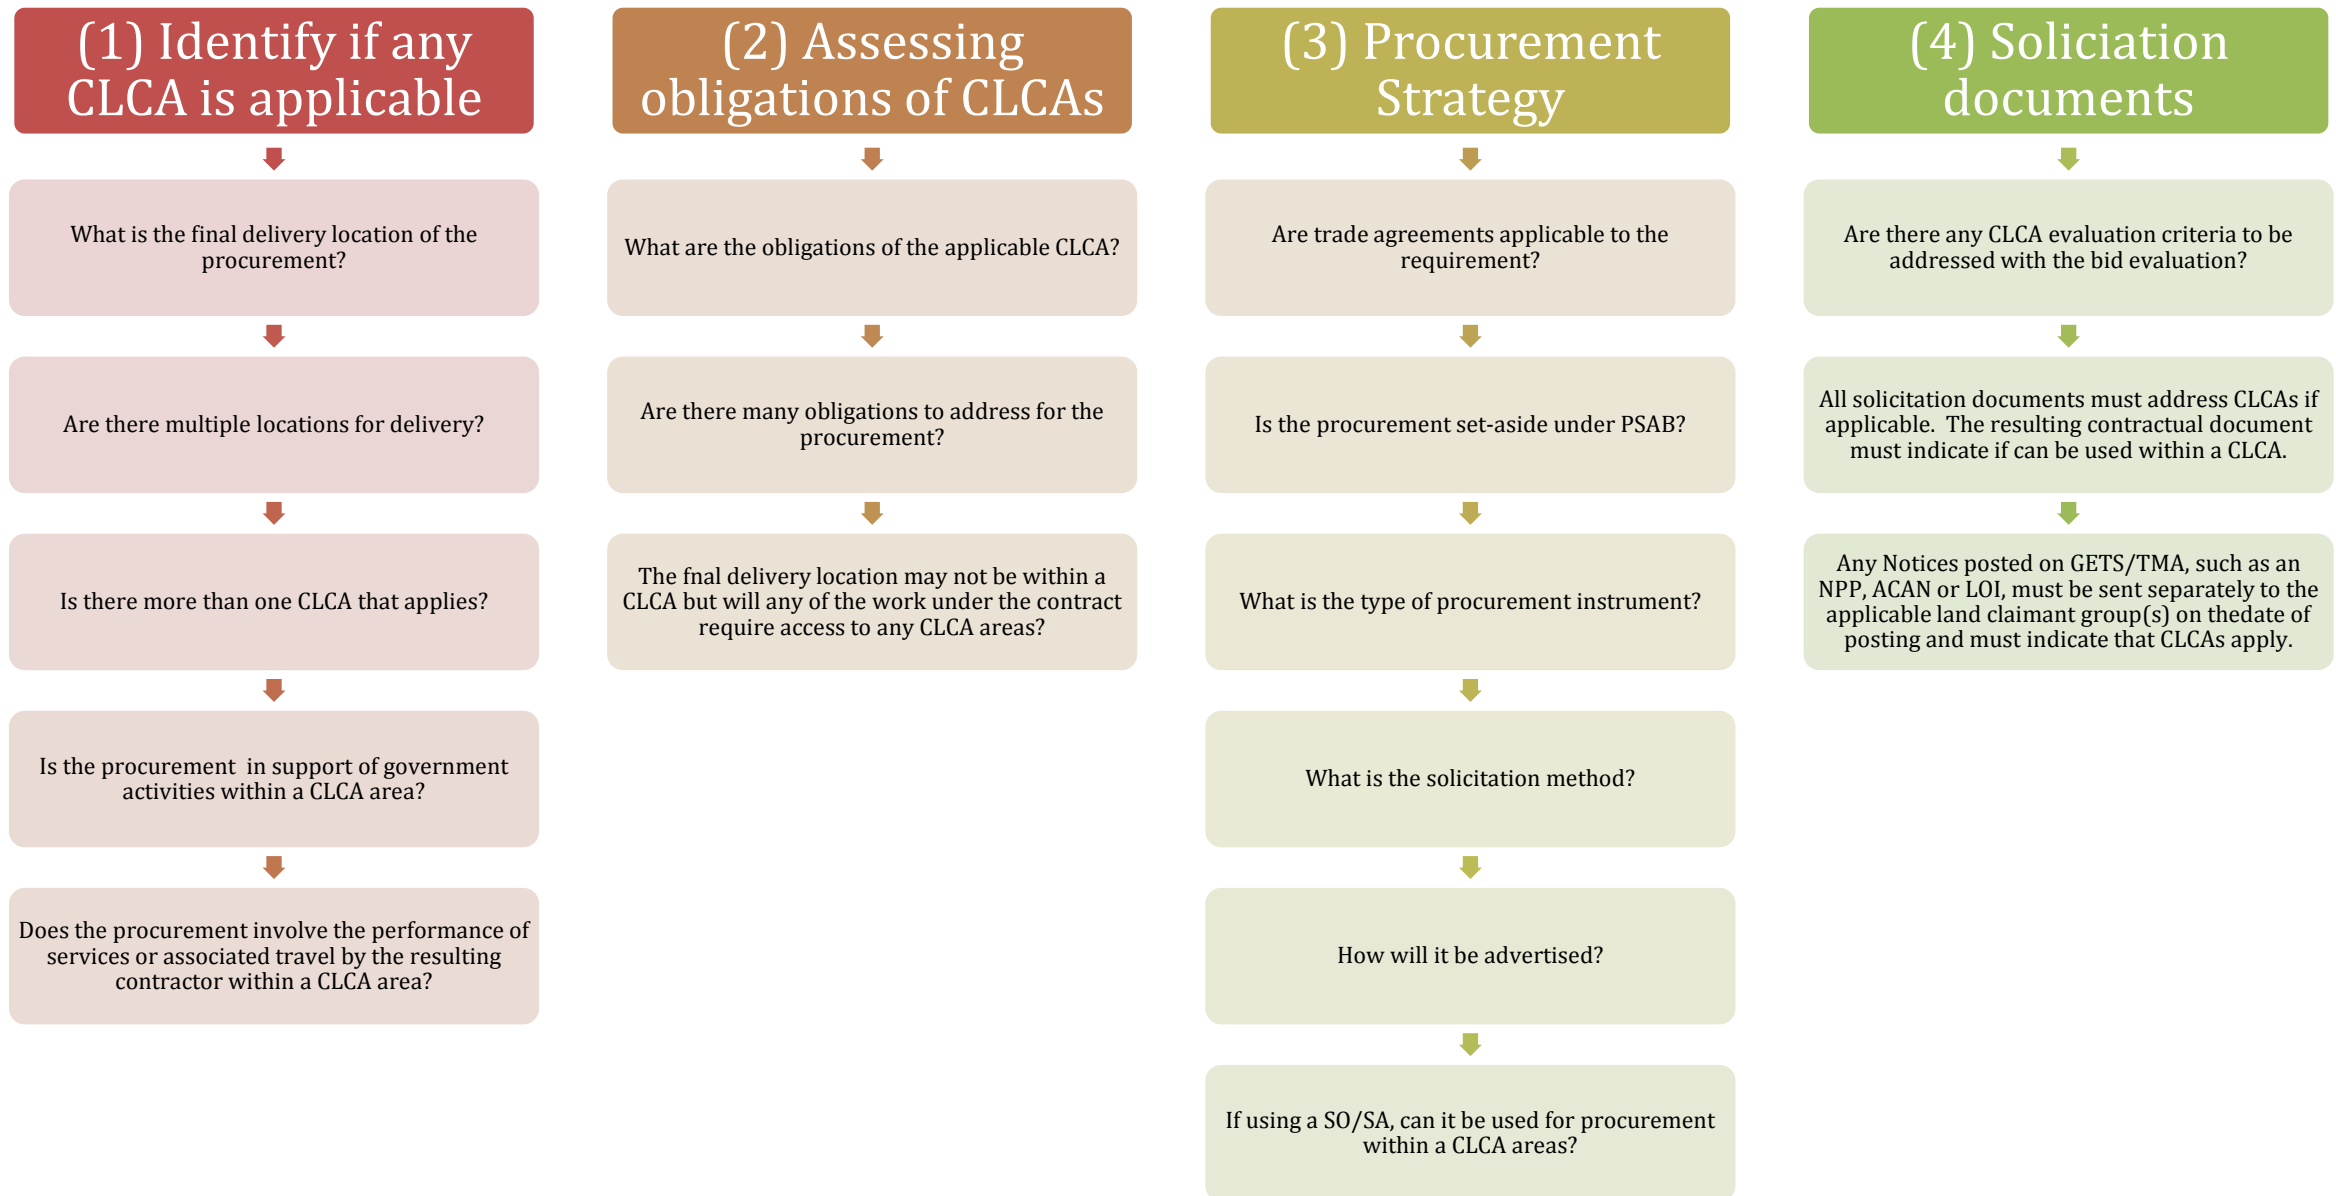 (1) Identify if any
CLCA is applicable
What is the final delivery location of the
procurement?
Are there multiple locations for delivery?
Is there more than one CLCA that applies?
Is the procurement  in support of government
activities within a CLCA area?
Does the procurement involve the performance of
services or associated travel by the resulting
contractor within a CLCA area?
(2) Assessing
obligations of CLCAs
What are the obligations of the applicable CLCA?
Are there many obligations to address for the
procurement?
The fnal delivery location may not be within a
CLCA but will any of the work under the contract
require access to any CLCA areas?
(3) Procurement
Strategy
Are trade agreements applicable to the
requirement?
Is the procurement set-aside under PSAB?
What is the type of procurement instrument?
What is the solicitation method?
How will it be advertised?
If using a SO/SA, can it be used for procurement
within a CLCA areas?
(4) Soliciation
documents
Are there any CLCA evaluation criteria to be
addressed with the bid evaluation?
All solicitation documents must address CLCAs if
applicable.  The resulting contractual document
must indicate if can be used within a CLCA.
Any Notices posted on GETS/TMA, such as an
NPP, ACAN or LOI, must be sent separately to the
applicable land claimant group(s) on thedate of
posting and must indicate that CLCAs apply.